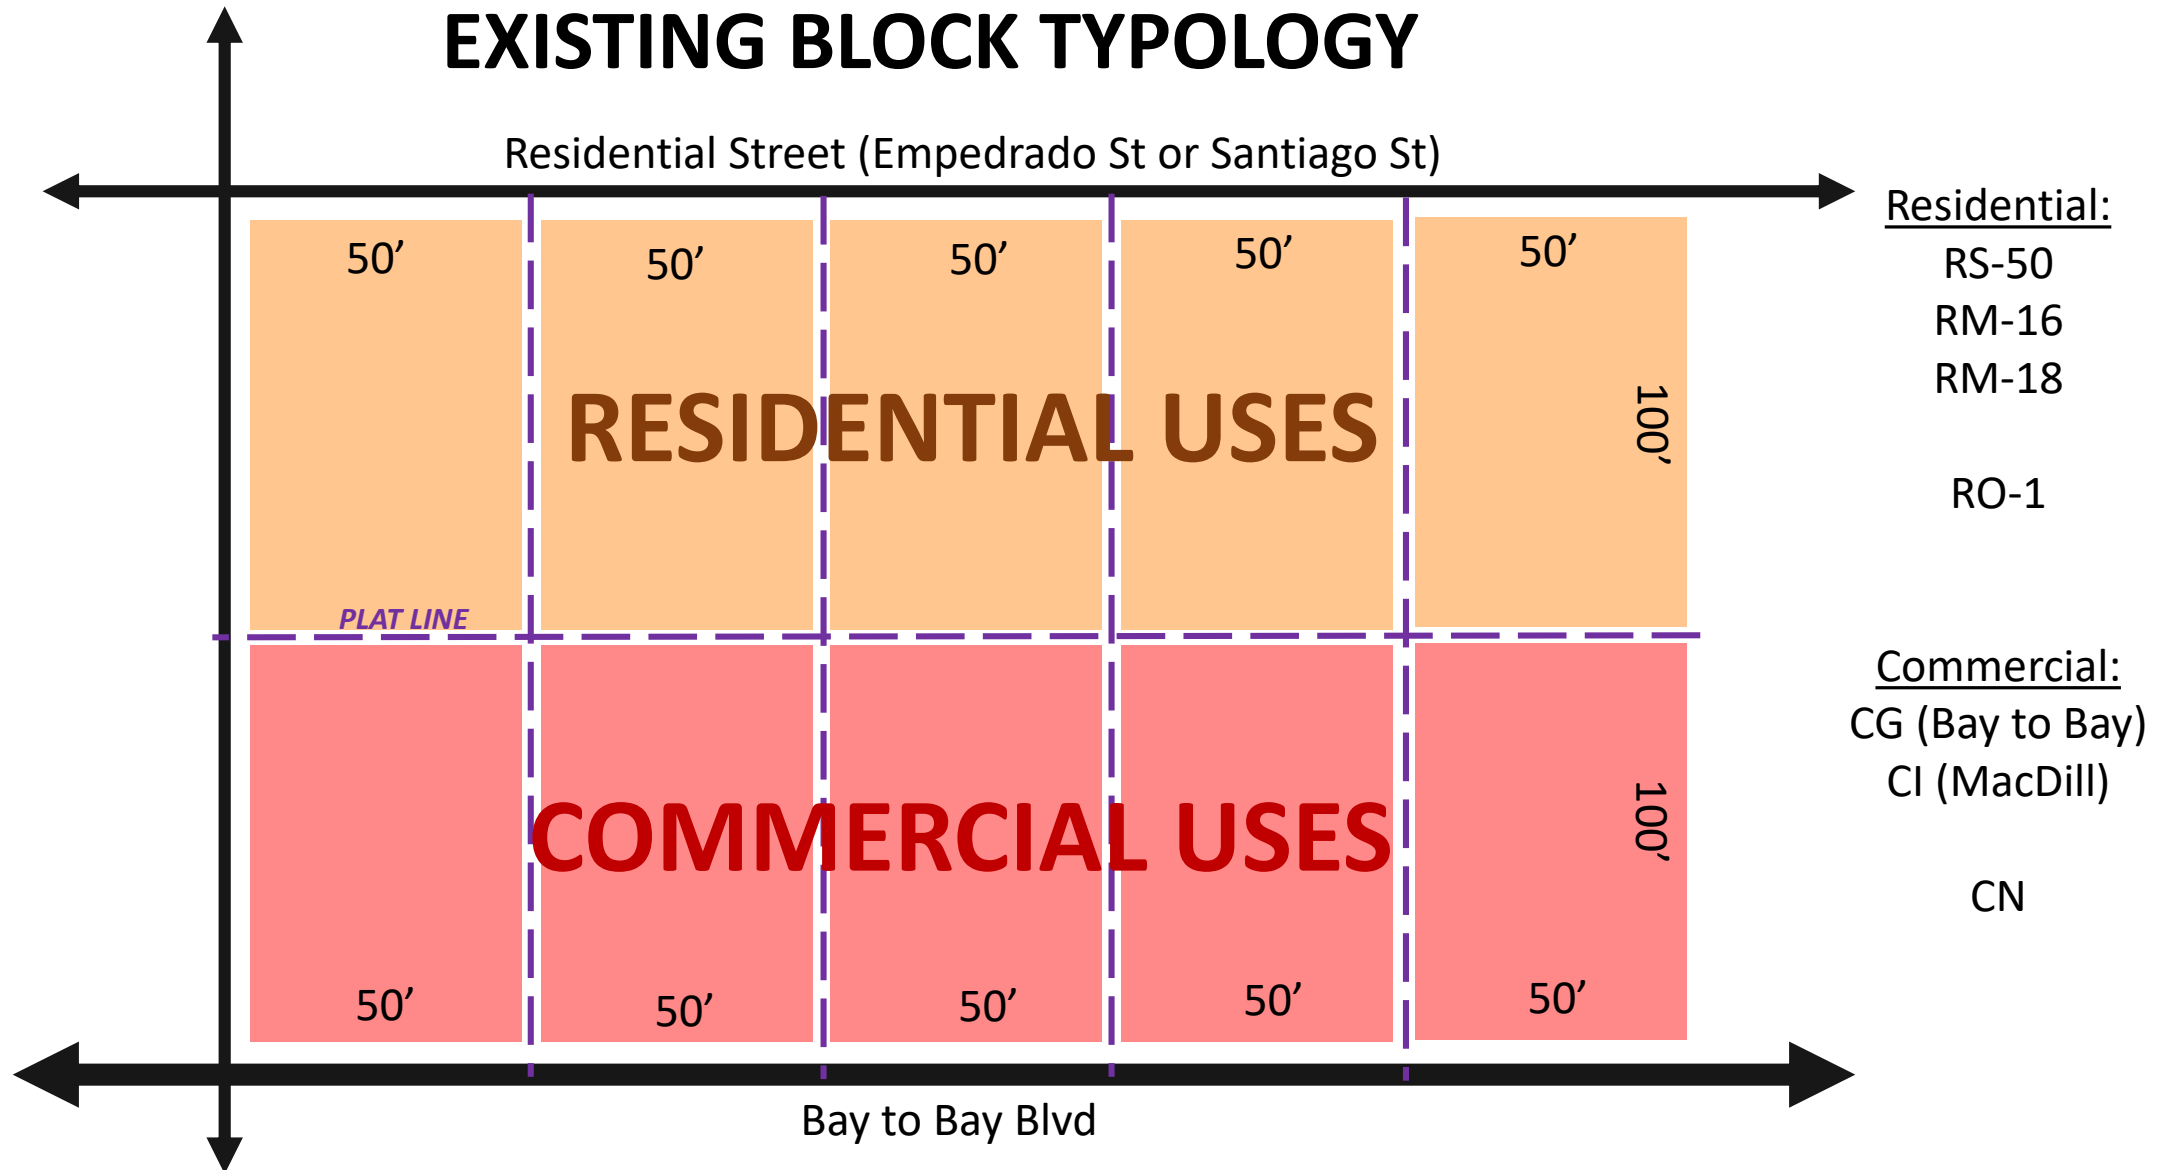 EXISTING BLOCK TYPOLOGY
Residential Street (Empedrado St or Santiago St)
50’ 50’ 50’ 50’ 50’
RESIDENTIAL USES
100’
PLAT LINE
COMMERCIAL USES
100’
50’ 50’ 50’ 50’ 50’
Bay to Bay Blvd
Residential:
RS-50
RM-16
RM-18
RO-1
Commercial:
CG (Bay to Bay)
CI (MacDill)
CN